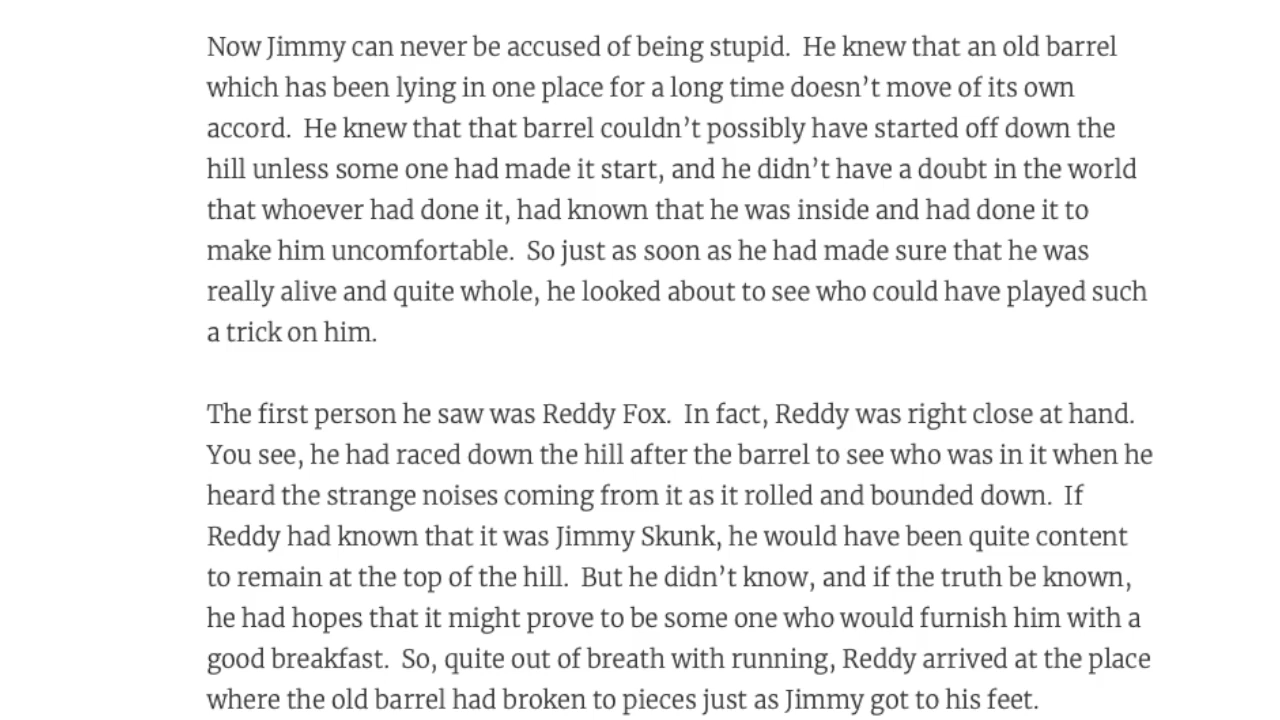 Now Jimmy can never be accused of being stupid.  He knew that an old barrel
which has been lying in one place for a long time doesn’t move of its own
accord.  He knew that that barrel couldn’t possibly have started off down the
hill unless some one had made it start, and he didn’t have a doubt in the world
that whoever had done it, had known that he was inside and had done it to
make him uncomfortable.  So just as soon as he had made sure that he was
really alive and quite whole, he looked about to see who could have played such
a trick on him.
The first person he saw was Reddy Fox.  In fact, Reddy was right close at hand.
You see, he had raced down the hill after the barrel to see who was in it when he
heard the strange noises coming from it as it rolled and bounded down.  If
Reddy had known that it was Jimmy Skunk, he would have been quite content
to remain at the top of the hill.  But he didn’t know, and if the truth be known,
he had hopes that it might prove to be some one who would furnish him with a
good breakfast.  So, quite out of breath with running, Reddy arrived at the place
where the old barrel had broken to pieces just as Jimmy got to his feet.